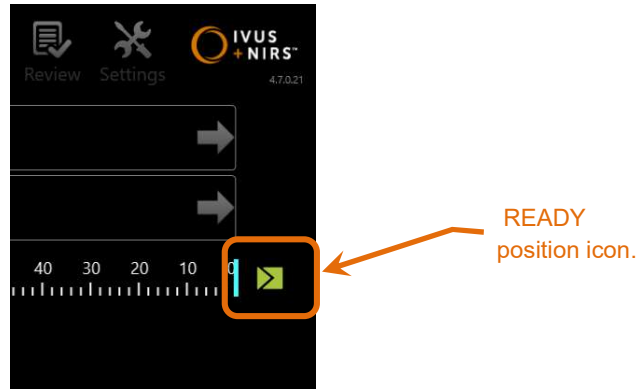 IVUS
+NIRS™
Review Settings
4.7.0.21
READY
position icon.
40 30 20 10 0